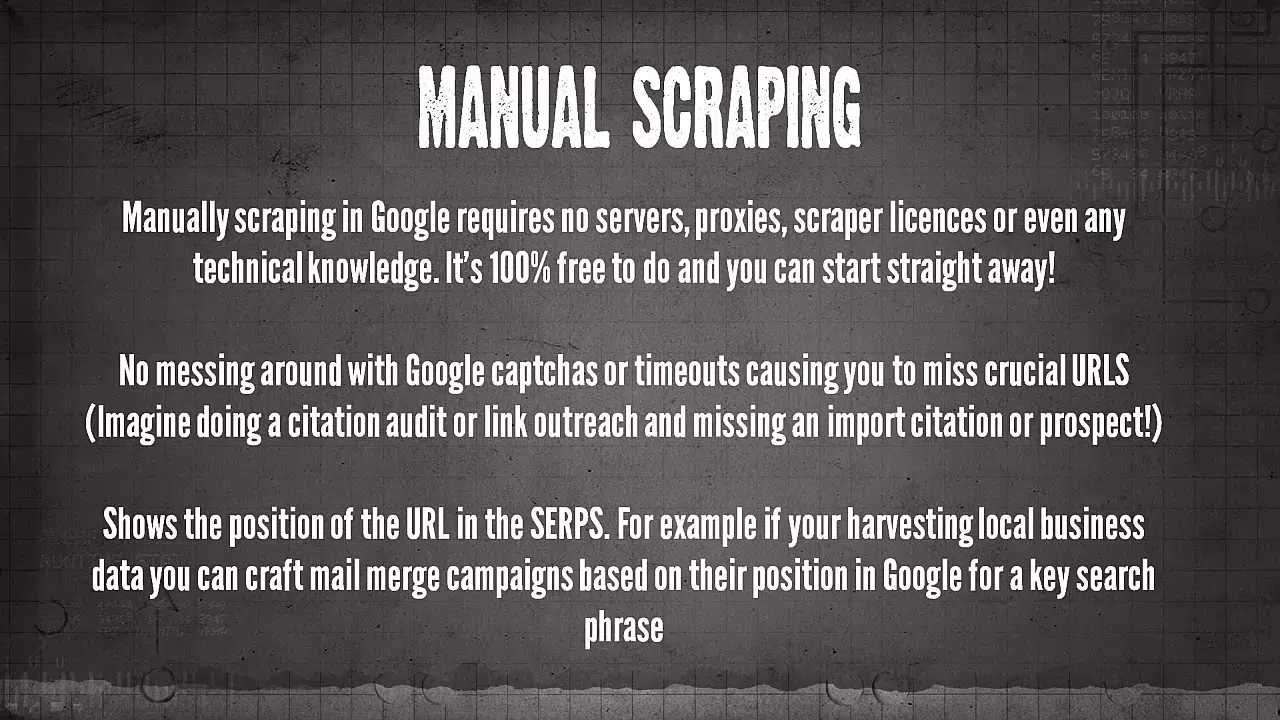 MANUAL SCRAPING
Manually scraping in Google requires no servers, proxies, scraper licences or even any
technical knowledge. It's 100% free to do and you can start straight away!
No messing around with Google captchas or timeouts causing you to miss crucial URLS
(Imagine doing a citation audit or link outreach and missing an import citation or prospect!)
Shows the position of the URL in the SERPS. For example if your harvesting local business
data you can craft mail merge campaigns based on their position in Google for a key search
phrase